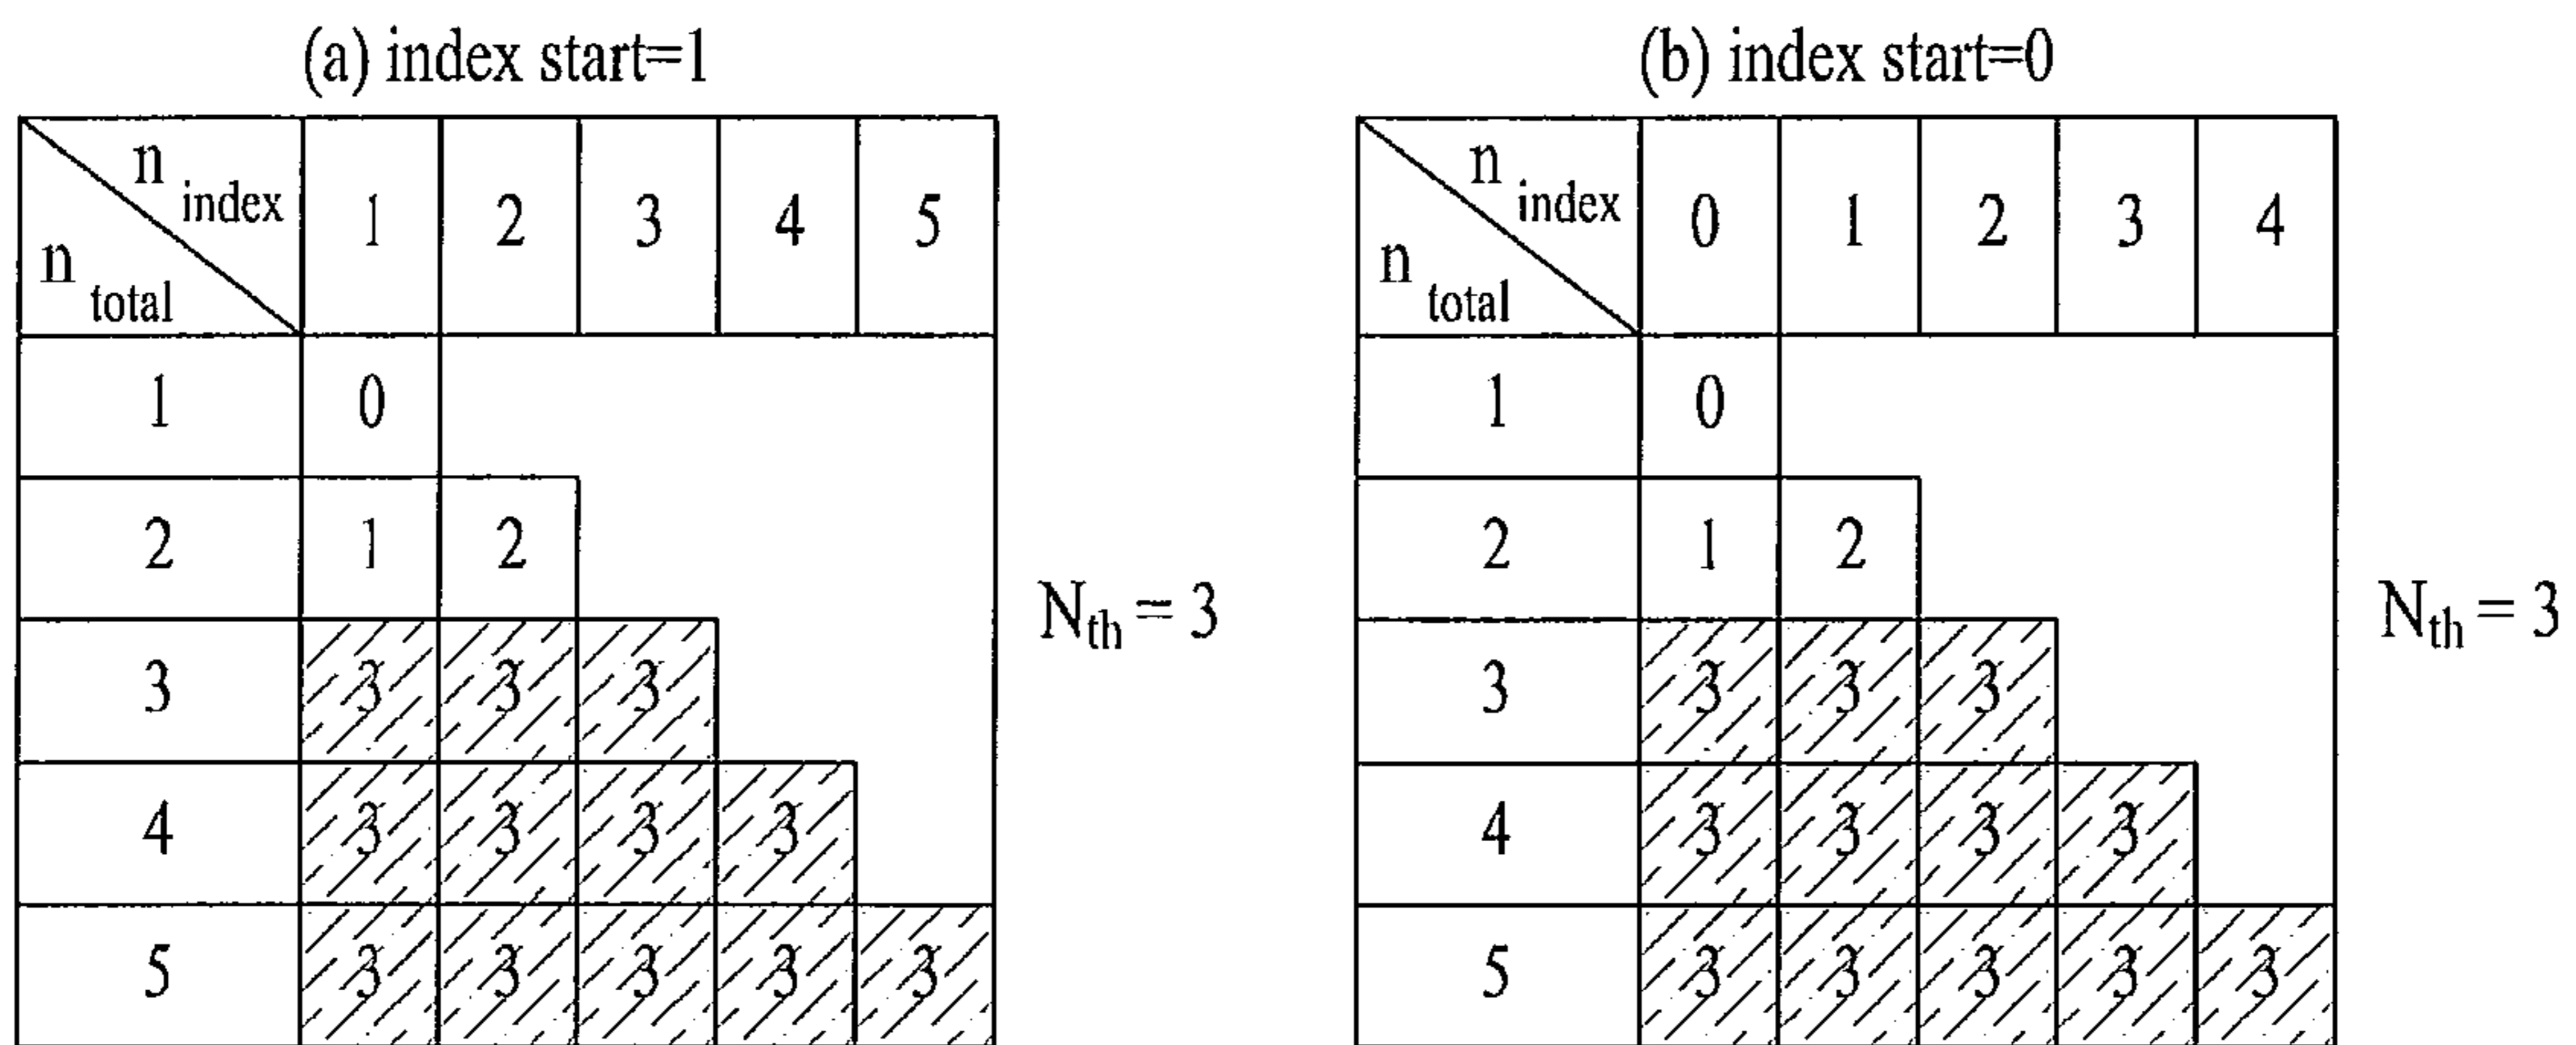 (a) index start=1
n index
n total
1 2 3 4 5
1 0
2 1 2
3 3 3 3
4 3 3 3 3
5 3 3 3 3 3
N_th = 3
(b) index start=0
n index
n total
0 1 2 3 4
1 0
2 1 2
3 3 3 3
4 3 3 3 3
5 3 3 3 3 3
N_th = 3